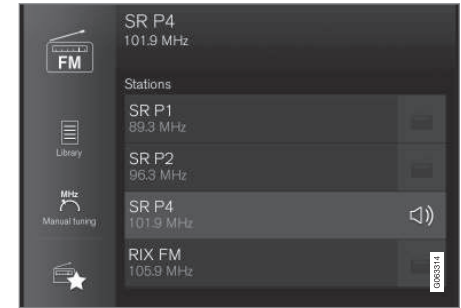 FM
SR P4
101.9 MHz
Stations
SR P1
89.3 MHz
Library
SR P2
96.3 MHz
MHz
Manual tuning
SR P4
101.9 MHz
RIX FM
105.9 MHz
G063314